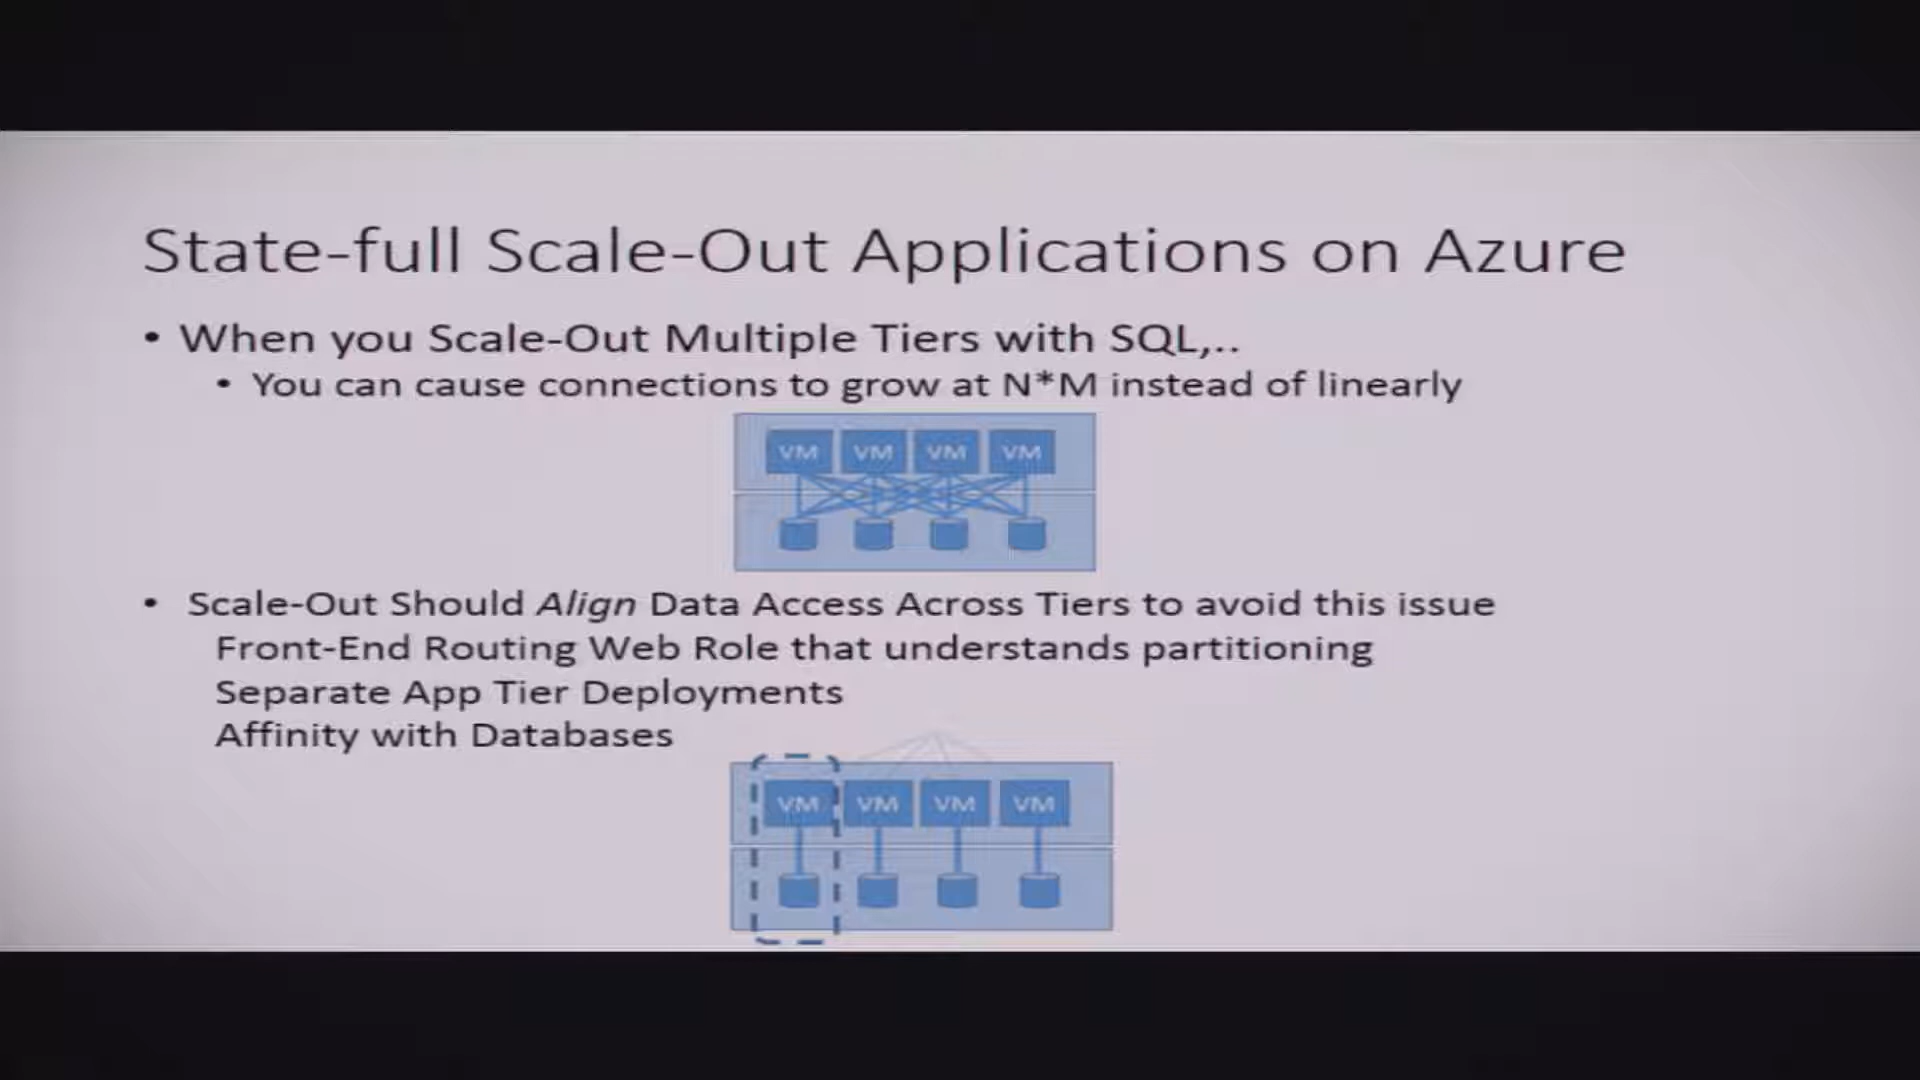 State-full Scale-Out Applications on Azure
• When you Scale-Out Multiple Tiers with SQL,..
• You can cause connections to grow at N*M instead of linearly
VM VM VM VM
• Scale-Out Should Align Data Access Across Tiers to avoid this issue
Front-End Routing Web Role that understands partitioning
Separate App Tier Deployments
Affinity with Databases
VM VM VM VM